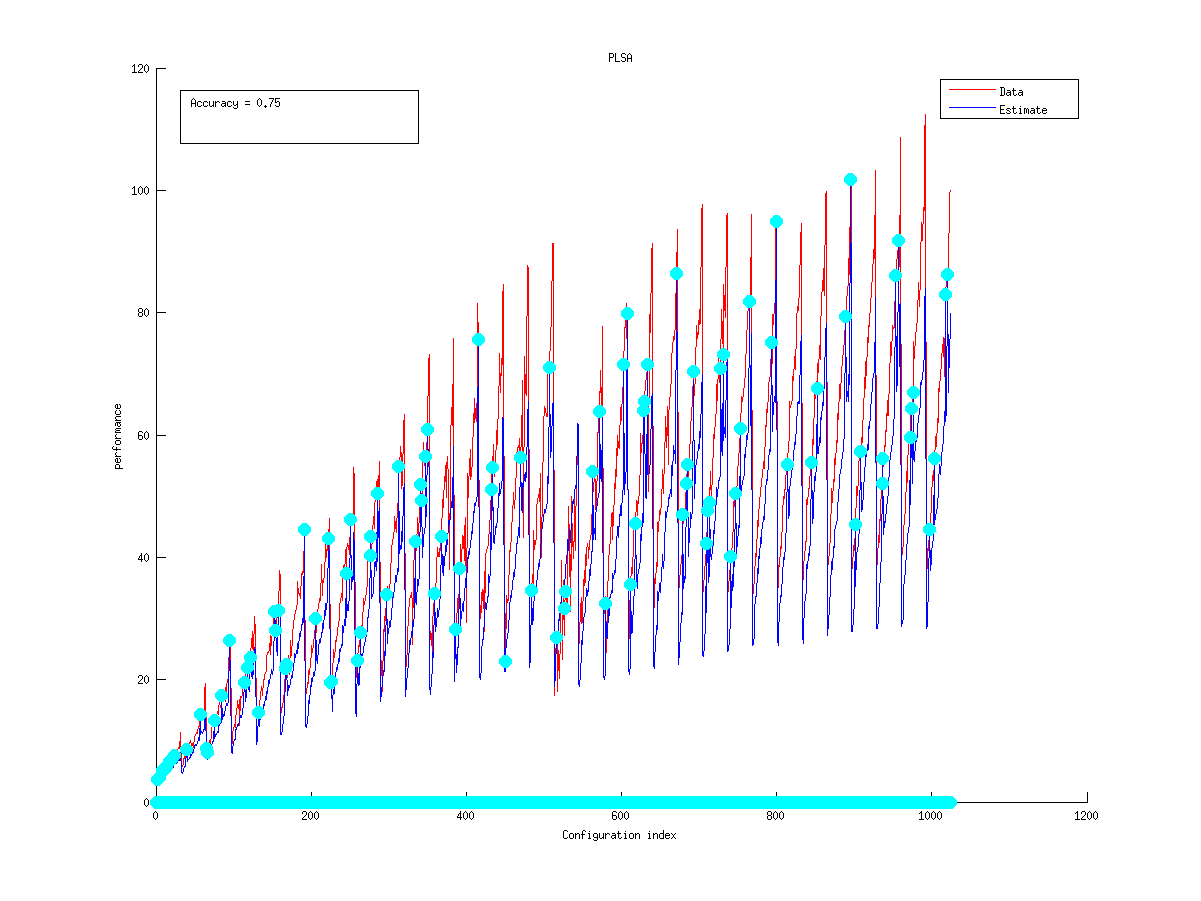 PLSA
120
Accuracy = 0.75
Data
Estimate
100
80
60
performance
40
20
0
0 200 400 600 800 1000 1200
Configuration index